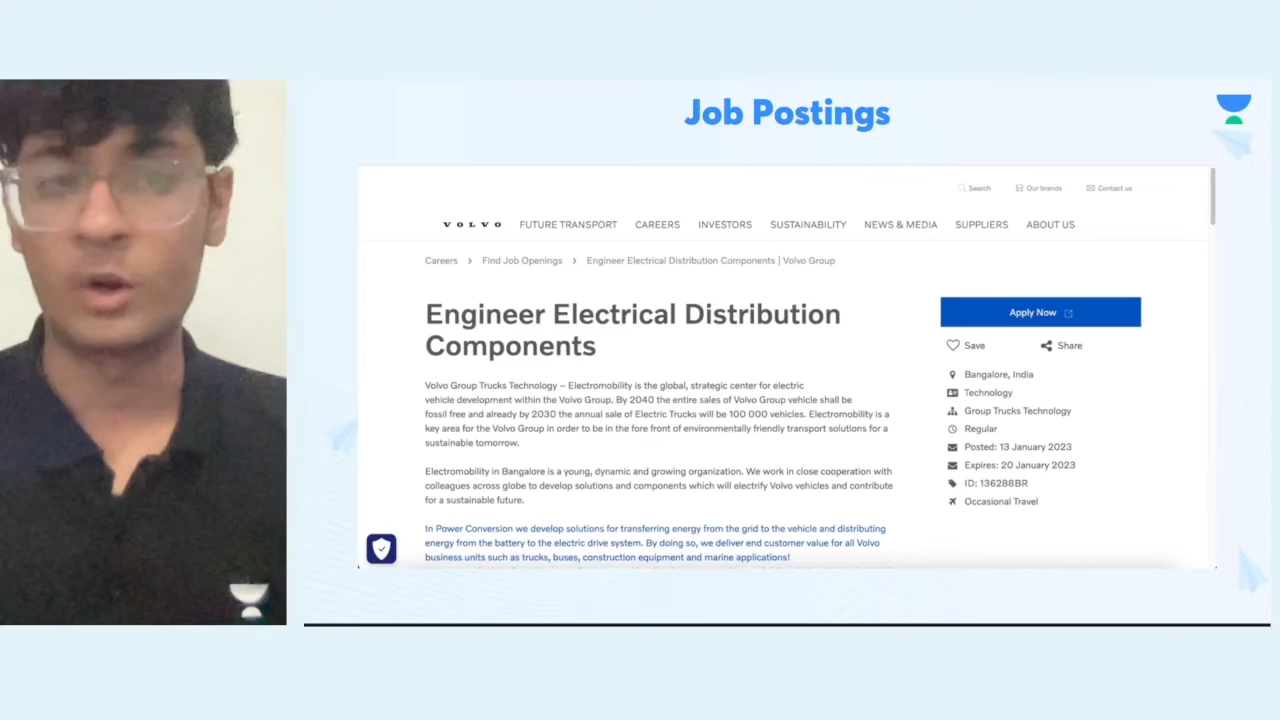 Job Postings
Search
Our brands
Contact us
VOLVO
FUTURE TRANSPORT
CAREERS
INVESTORS
SUSTAINABILITY
NEWS & MEDIA
SUPPLIERS
ABOUT US
Careers > Find Job Openings > Engineer Electrical Distribution Components | Volvo Group
Engineer Electrical Distribution
Components
Volvo Group Trucks Technology – Electromobility is the global, strategic center for electric
vehicle development within the Volvo Group. By 2040 the entire sales of Volvo Group vehicle shall be
fossil free and already by 2030 the annual sale of Electric Trucks will be 100 000 vehicles. Electromobility is a
key area for the Volvo Group in order to be in the fore front of environmentally friendly transport solutions for a
sustainable tomorrow.
Electromobility in Bangalore is a young, dynamic and growing organization. We work in close cooperation with
colleagues across globe to develop solutions and components which will electrify Volvo vehicles and contribute
for a sustainable future.
In Power Conversion we develop solutions for transferring energy from the grid to the vehicle and distributing
energy from the battery to the electric drive system. By doing so, we deliver end customer value for all Volvo
business units such as trucks, buses, construction equipment and marine applications!
Apply Now
Save
Share
Bangalore, India
Technology
Group Trucks Technology
Regular
Posted: 13 January 2023
Expires: 20 January 2023
ID: 136288BR
Occasional Travel